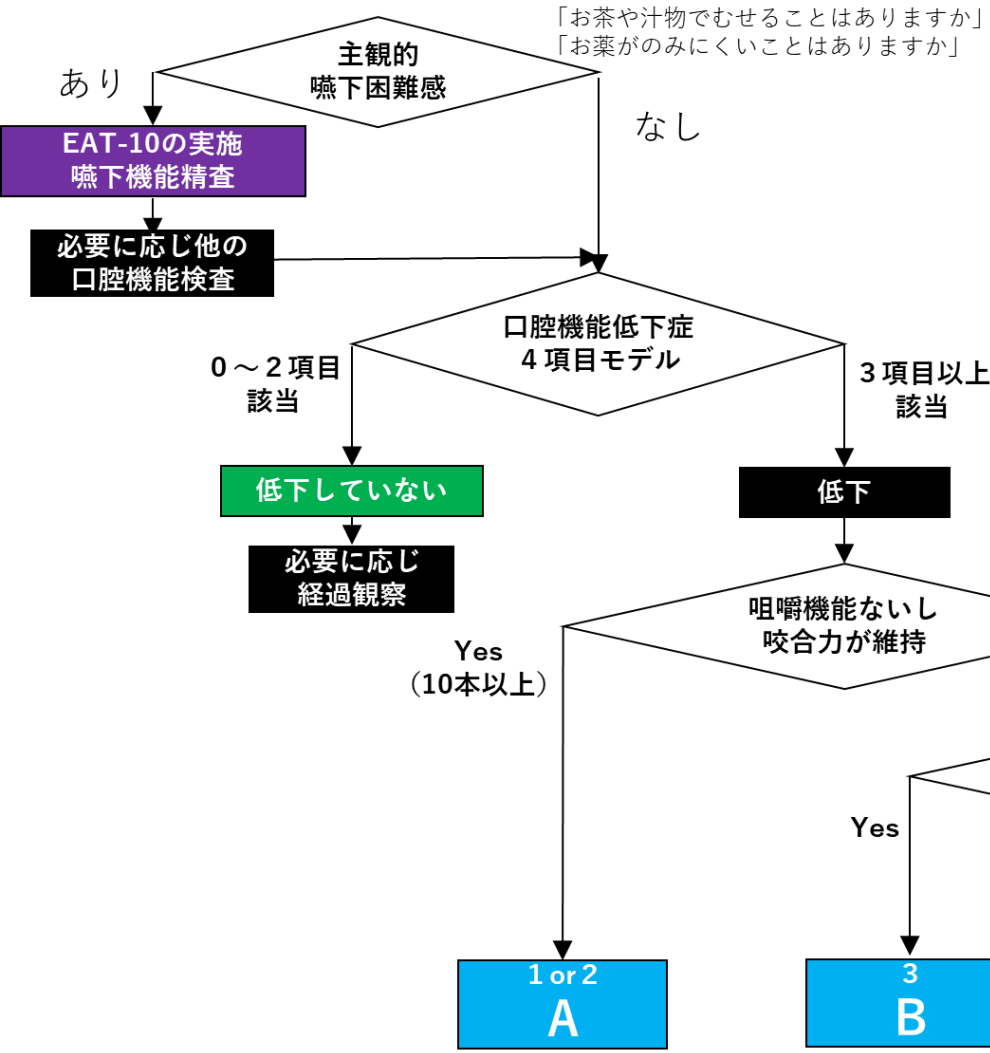 「お茶や汁物でむせることはありますか」
「お薬がのみにくいことはありますか」
主観的
嚥下困難感
あり
なし
EAT-10の実施
嚥下機能精査
必要に応じ他の
口腔機能検査
口腔機能低下症
4 項目モデル
0～2 項目
該当
3 項目以上
該当
低下していない
低下
必要に応じ
経過観察
咀嚼機能ないし
咬合力が維持
Yes
（10本以上）
Yes
1 or 2
A
3
B